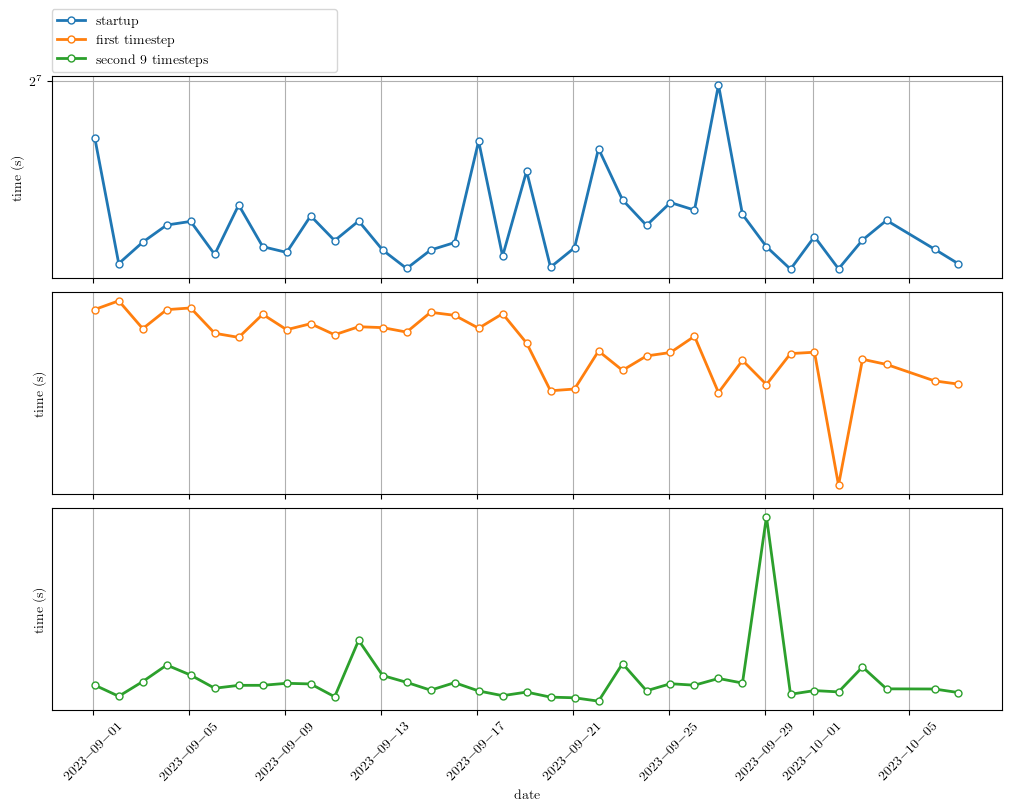 startup
first timestep
second 9 timesteps
2⁷
time (s)
time (s)
time (s)
2023−09−01
2023−09−05
2023−09−09
2023−09−13
2023−09−17
2023−09−21
2023−09−25
2023−09−29
2023−10−01
2023−10−05
date